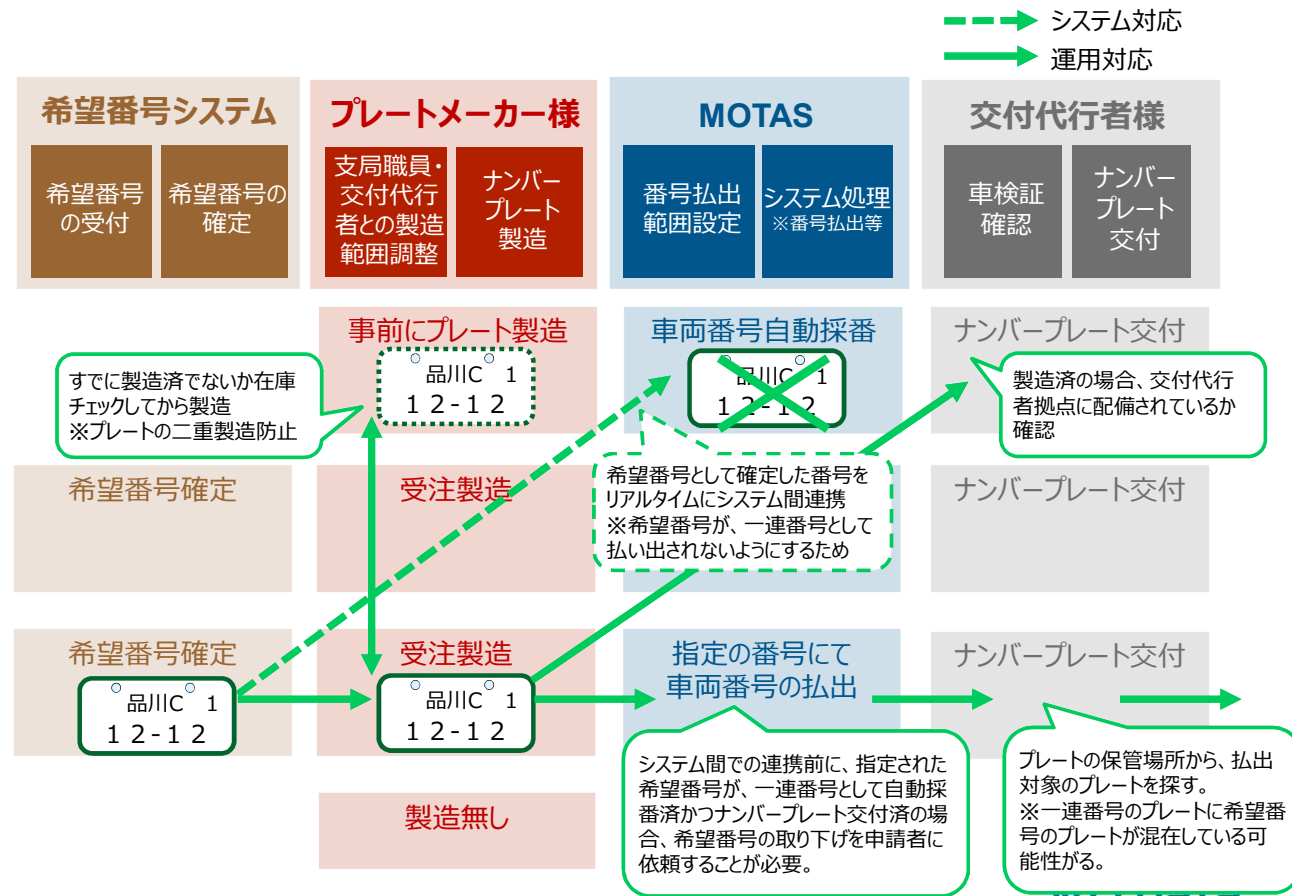 システム対応
運用対応
希望番号システム
希望番号
の受付
希望番号の
確定
プレートメーカー様
支局職員・
交付代行
者との製造
範囲調整
ナンバー
プレート
製造
MOTAS
番号払出
範囲設定
システム処理
※番号払出等
交付代行者様
車検証
確認
ナンバー
プレート
交付
事前にプレート製造
品川C 1
12-12
車両番号自動採番
品川C 1
12-12
ナンバープレート交付
すでに製造済でないか在庫
チェックしてから製造
※プレートの二重製造防止
製造済の場合、交付代行
者拠点に配備されているか
確認
希望番号確定
受注製造
希望番号として確定した番号を
リアルタイムにシステム間連携
※希望番号が、一連番号として
払い出されないようにするため
ナンバープレート交付
希望番号確定
品川C 1
12-12
受注製造
品川C 1
12-12
指定の番号にて
車両番号の払出
ナンバープレート交付
システム間での連携前に、指定された
希望番号が、一連番号として自動採
番済かつナンバープレート交付済の場
合、希望番号の取り下げを申請者に
依頼することが必要。
プレートの保管場所から、払出
対象のプレートを探す。
※一連番号のプレートに希望番
号のプレートが混在している可
能性がる。
製造無し